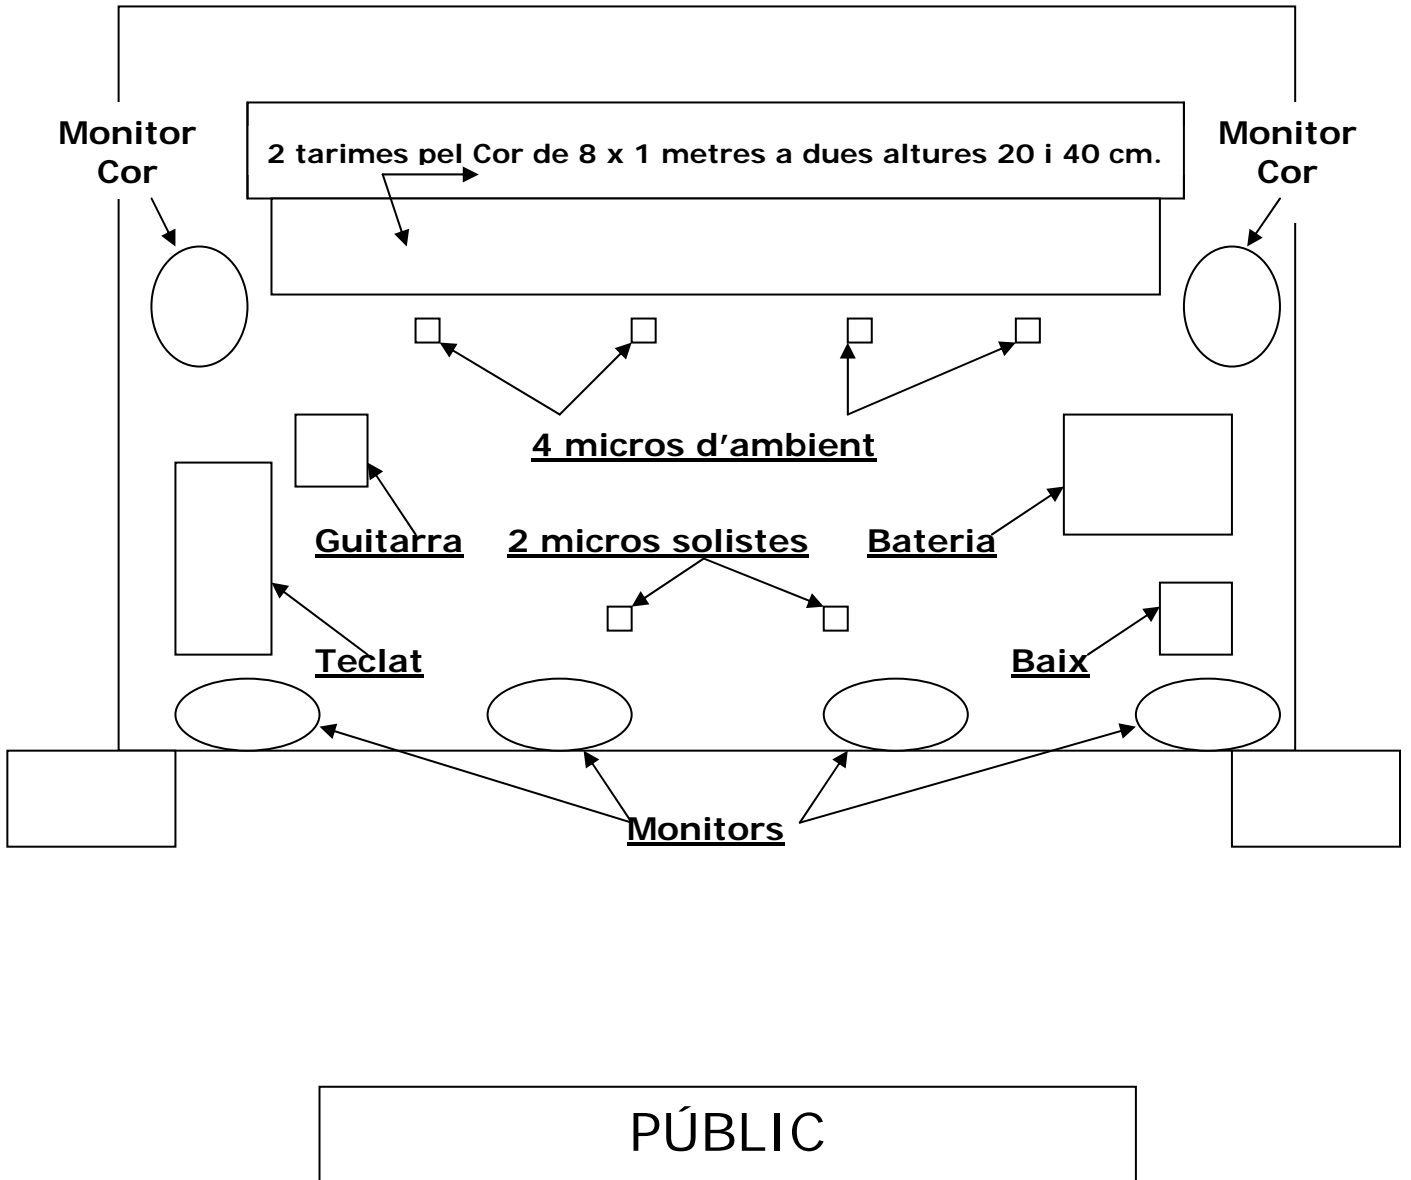 Monitor
Cor
2 tarimes pel Cor de 8 x 1 metres a dues altures 20 i 40 cm.
Monitor
Cor
4 micros d'ambient
Guitarra
2 micros solistes
Bateria
Teclat
Baix
Monitors
PÚBLIC